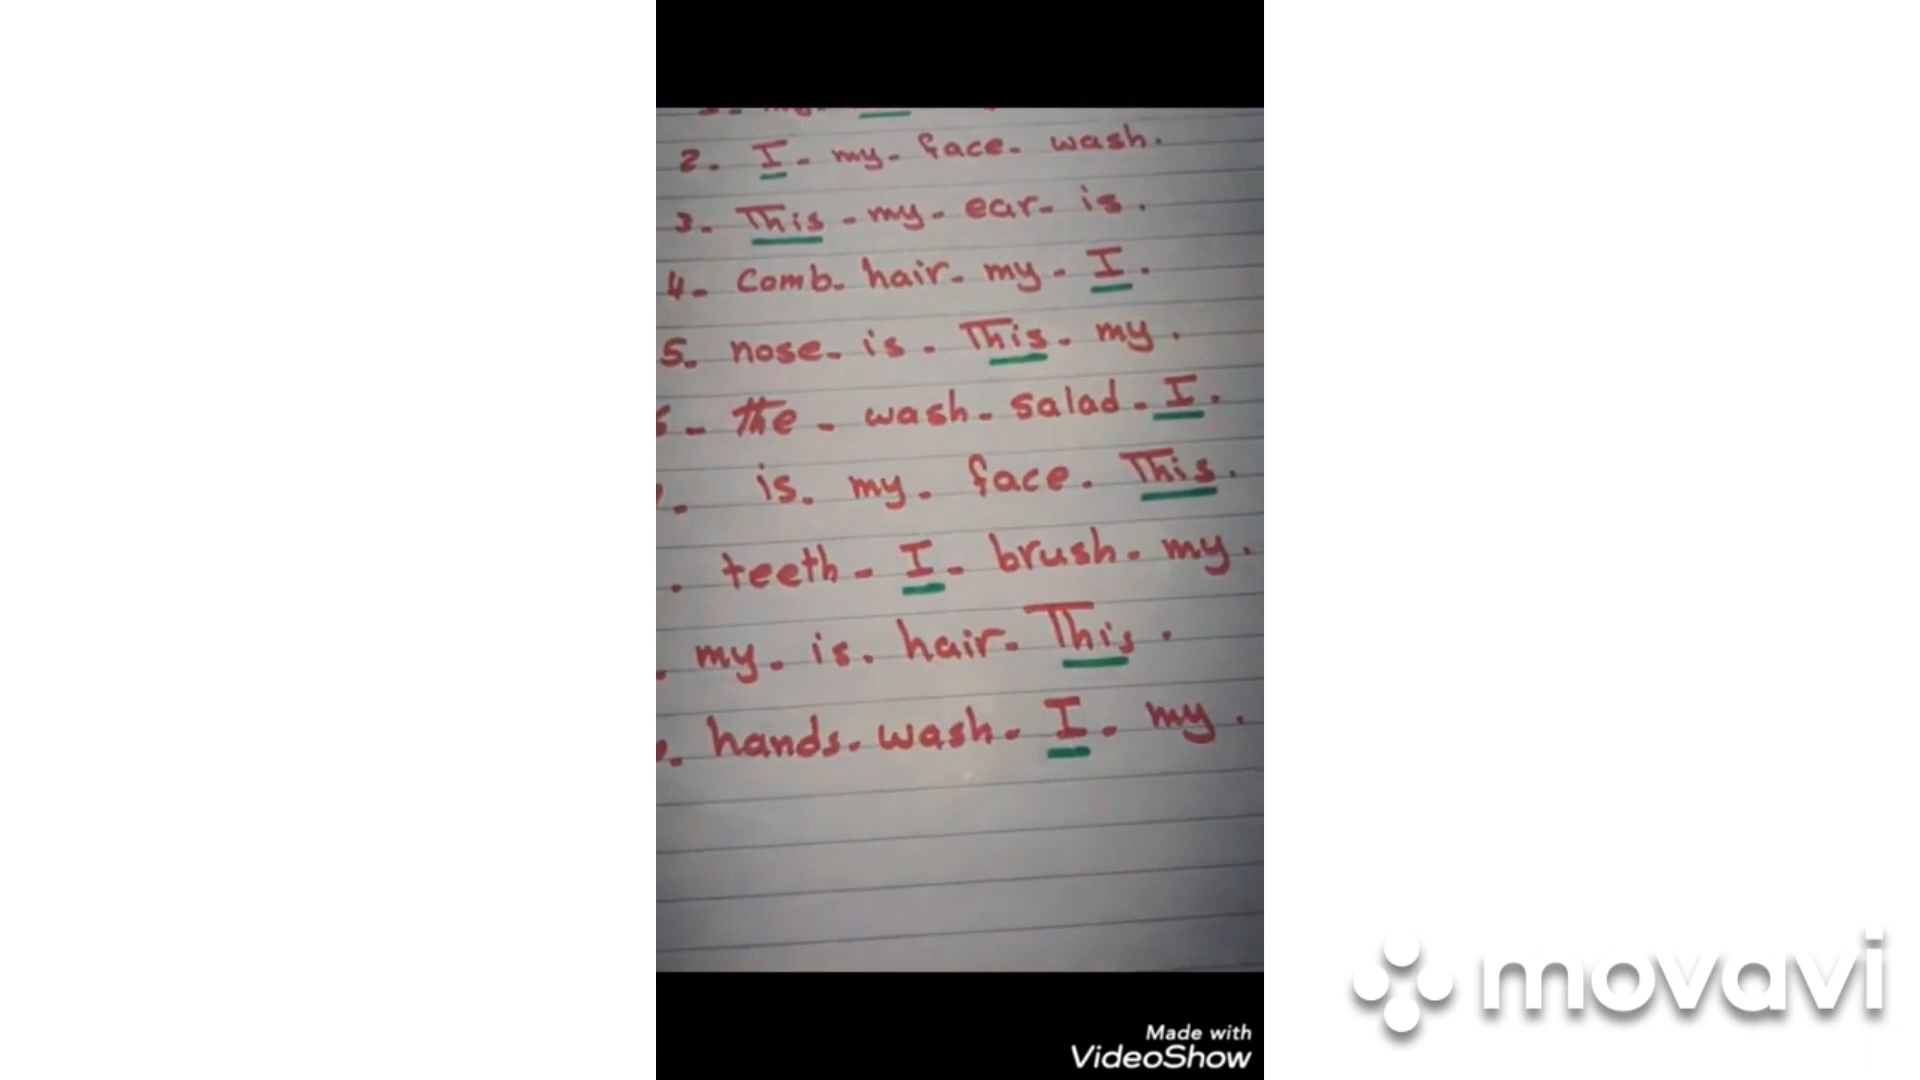 2. I - my - face - wash.
3. This - my - ear - is.
4- Comb - hair - my - I.
5. nose - is - This - my.
- the - wash - salad - I.
. is. my. face. This.
. teeth - I - brush - my.
. my - is. hair - This.
. hands. wash - I - my.
movavi
Made with
VideoShow